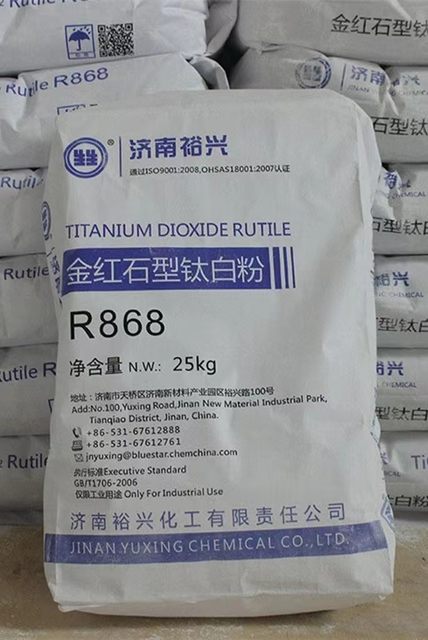 Rutile R868
金红石型
济南裕兴
Rutile R868
济南裕兴
通过ISO9001:2008,OHSAS18001:2007认证
TITANIUM DIOXIDE RUTILE
金红石型钛白粉
R868
净含量 N.W.: 25kg
地址: 济南市天桥区济南新材料产业园区裕兴路100号
Add:No.100,Yuxing Road,Jinan New Material Industrial Park,
Tianqiao District, Jinan, China.
+86-531-67612888
+86-531-67612761
jnyuxing@bluestar.chemchina.com
执行标准Executive Standard
GB/T1706-2006
仅限工业用途 Only For Industrial Use
济南裕兴化工有限责任公司
JINAN YUXING CHEMICAL CO.,LTD.